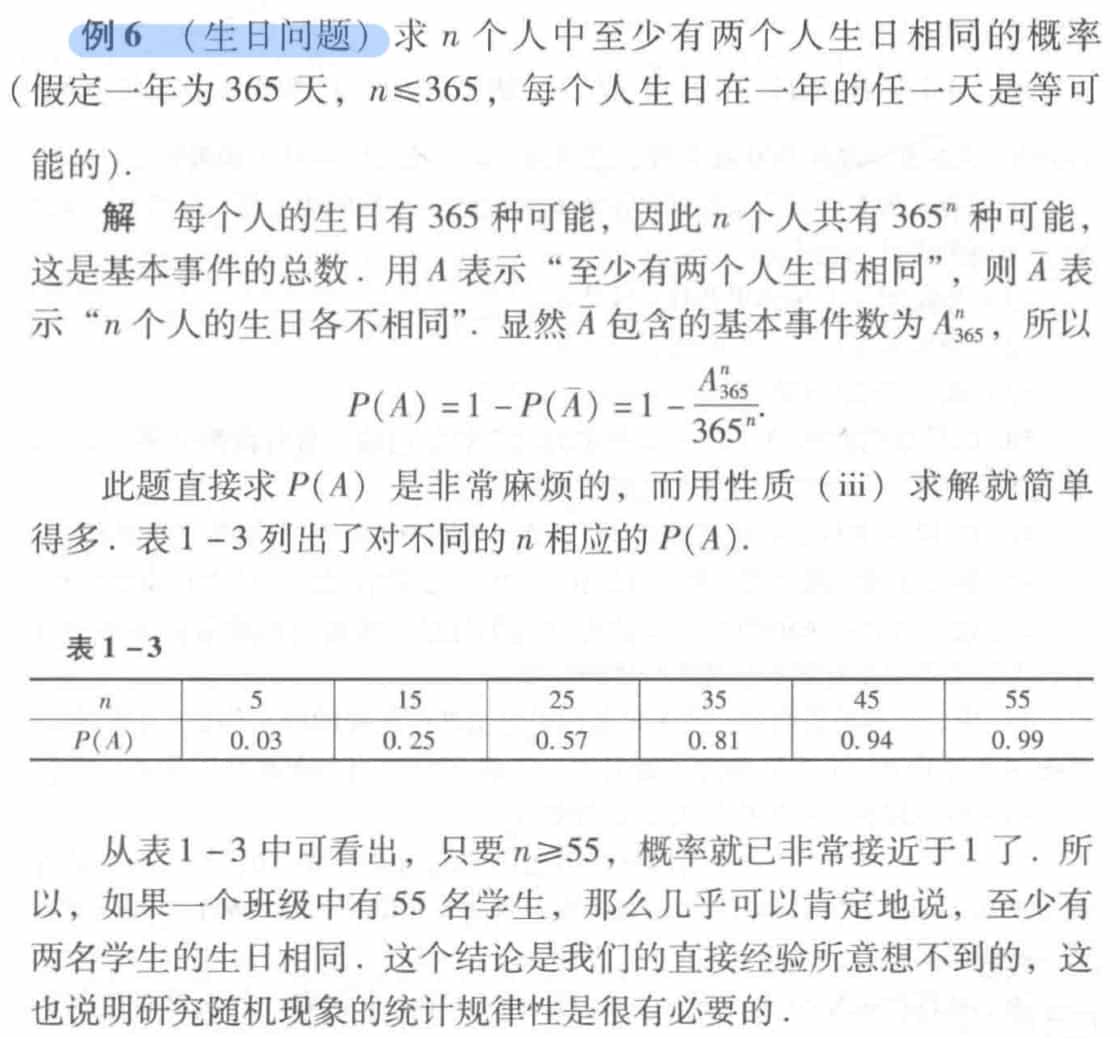 例6 （生日问题）求 n 个人中至少有两个人生日相同的概率
（假定一年为 365 天，n≤365，每个人生日在一年的任一天是等可
能的）.
解 每个人的生日有 365 种可能，因此 n 个人共有 365ⁿ 种可能，
这是基本事件的总数．用 A 表示“至少有两个人生日相同”，则 A̅ 表
示“n 个人的生日各不相同”．显然 A̅ 包含的基本事件数为 Aⁿ₃₆₅，所以
P(A) = 1 - P(A̅) = 1 - Aⁿ₃₆₅/365ⁿ.
此题直接求 P(A) 是非常麻烦的，而用性质（iii）求解就简单
得多．表 1-3 列出了对不同的 n 相应的 P(A).
表 1-3
n 5 15 25 35 45 55
P(A) 0.03 0.25 0.57 0.81 0.94 0.99
从表 1-3 中可看出，只要 n≥55，概率就已非常接近于 1 了．所
以，如果一个班级中有 55 名学生，那么几乎可以肯定地说，至少有
两名学生的生日相同．这个结论是我们的直接经验所意想不到的，这
也说明研究随机现象的统计规律性是很有必要的．